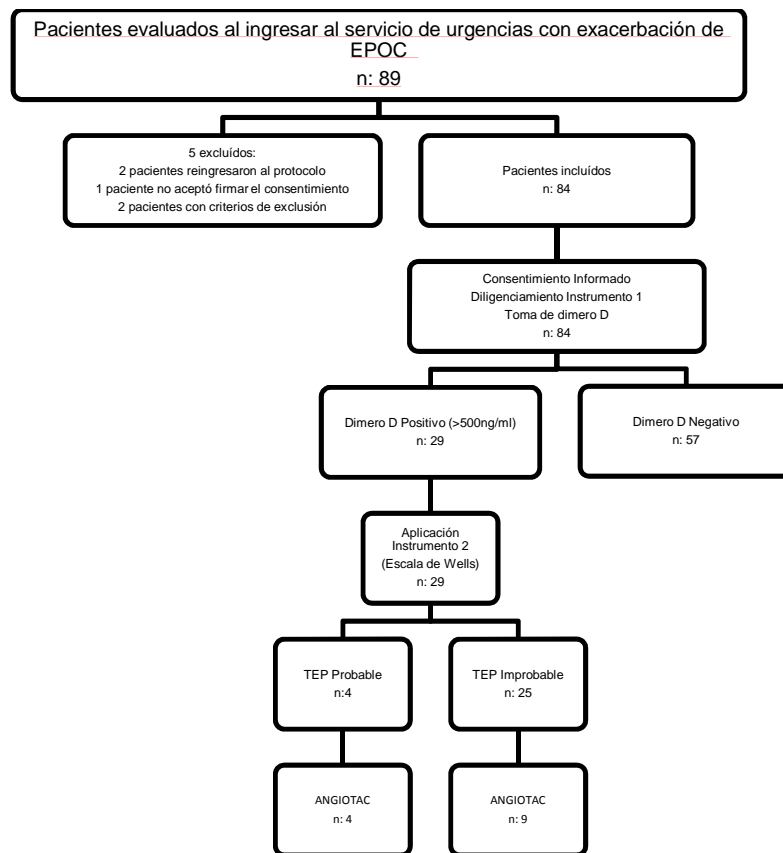 Pacientes evaluados al ingresar al servicio de urgencias con exacerbación de
EPOC
n: 89
5 excluídos:
2 pacientes reingresaron al protocolo
1 paciente no aceptó firmar el consentimiento
2 pacientes con criterios de exclusión
Pacientes incluídos
n: 84
Consentimiento Informado
Diligenciamiento Instrumento 1
Toma de dimero D
n: 84
Dimero D Positivo (>500ng/ml)
n: 29
Dimero D Negativo
n: 57
Aplicación
Instrumento 2
(Escala de Wells)
n: 29
TEP Probable
n:4
TEP Improbable
n: 25
ANGIOTAC
n: 4
ANGIOTAC
n: 9